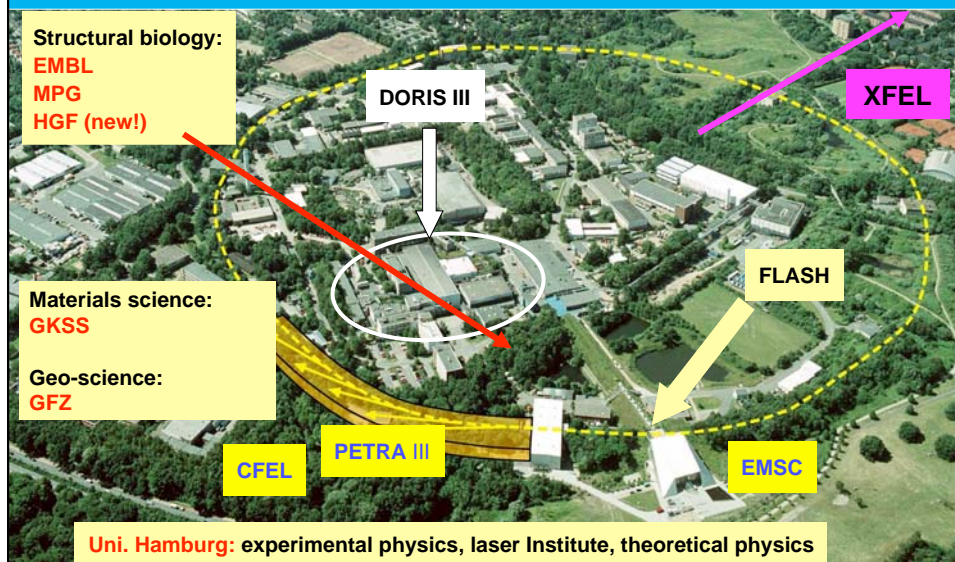 Structural biology:
EMBL
MPG
HGF (new!)
DORIS III
XFEL
FLASH
Materials science:
GKSS
Geo-science:
GFZ
CFEL
PETRA III
EMSC
Uni. Hamburg: experimental physics, laser Institute, theoretical physics